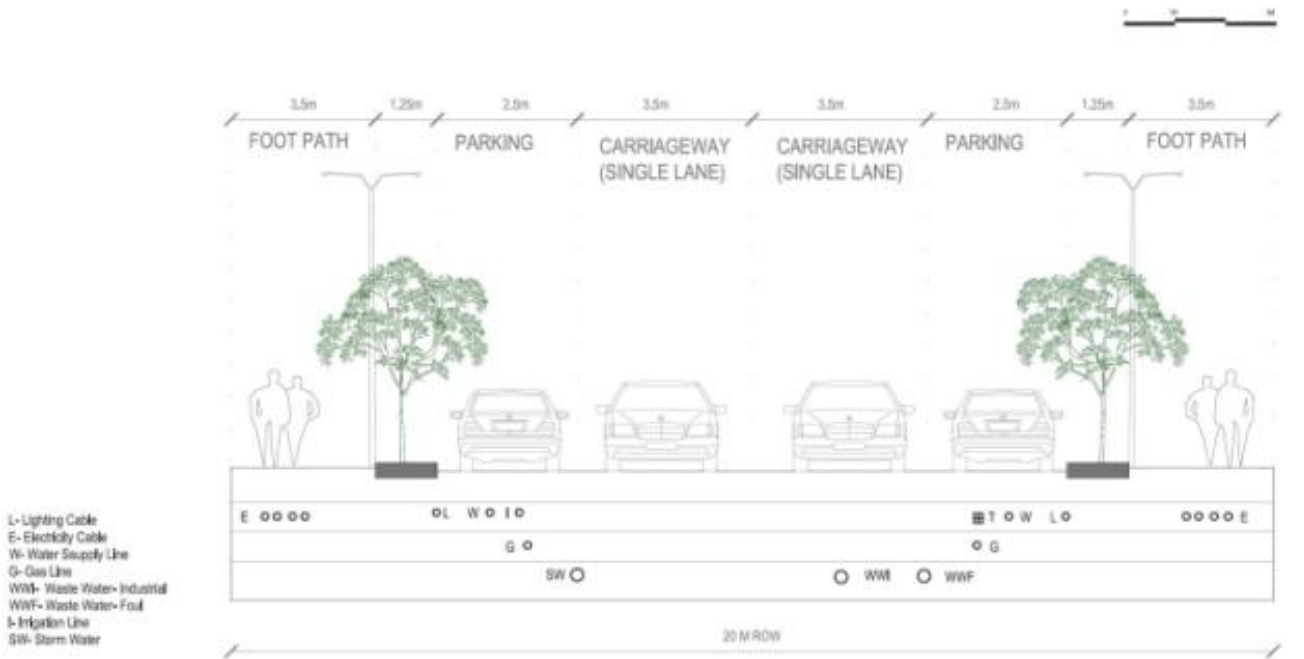 3.5m 1.25m 2.5m 3.5m 3.5m 2.5m 1.25m 3.5m
FOOT PATH PARKING CARRIAGEWAY CARRIAGEWAY PARKING FOOT PATH
(SINGLE LANE) (SINGLE LANE)
E L W I T W L E
G G
SW WWI WWF
L- Lighting Cable
E- Electricity Cable
W- Water Ssupply Line
G- Gas Line
WWI- Waste Water- Industrial
WWF- Waste Water- Foul
I- Irrigation Line
SW- Storm Water
20 M ROW